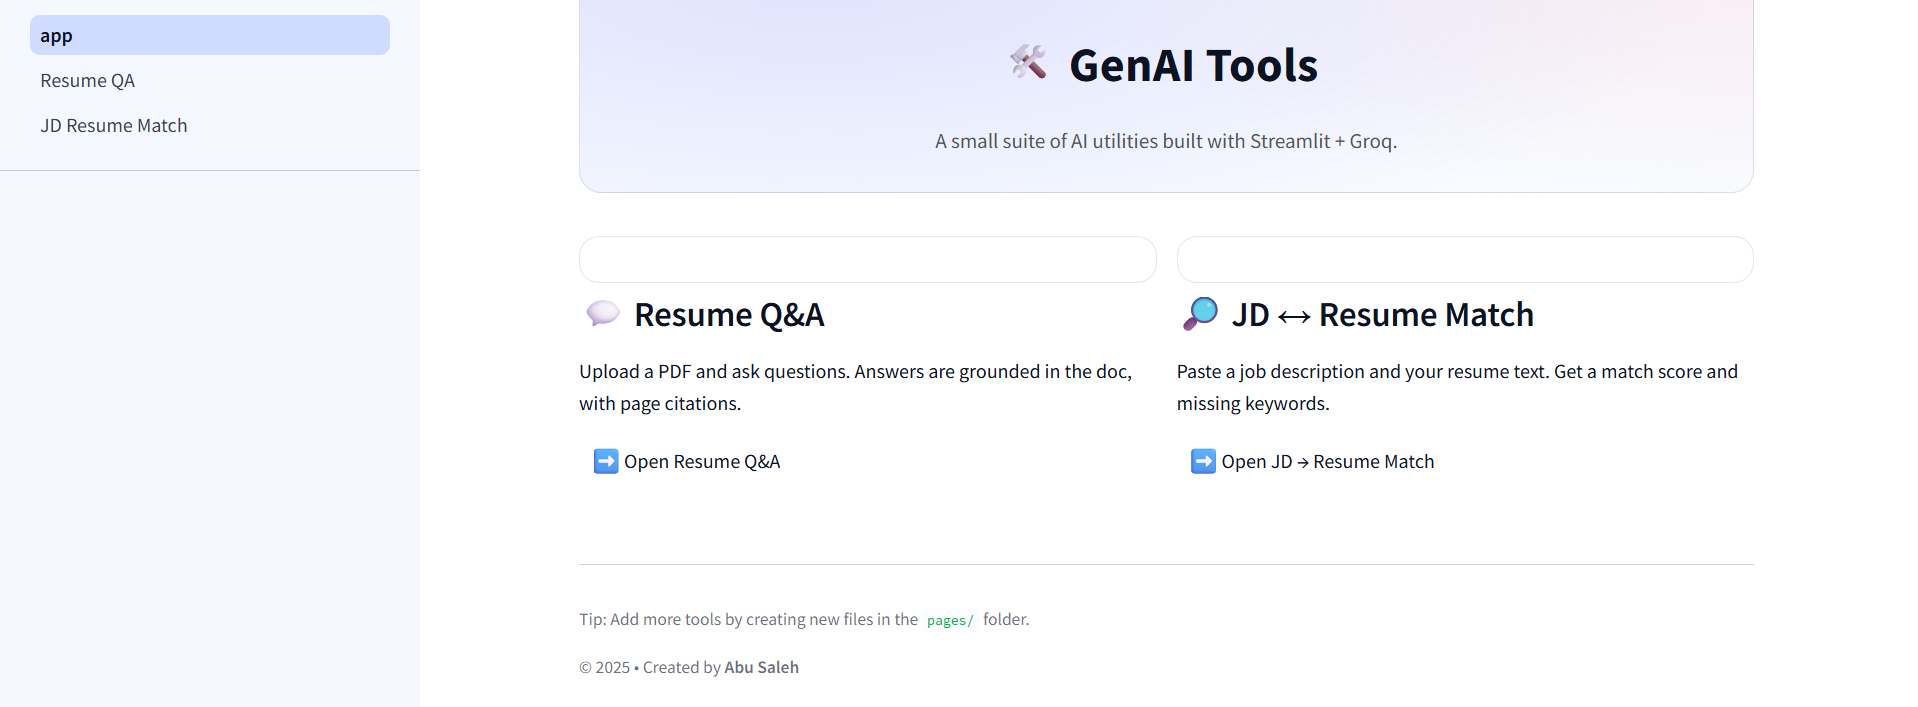 app
Resume QA
JD Resume Match
🛠️ GenAI Tools
A small suite of AI utilities built with Streamlit + Groq.
💬 Resume Q&A
Upload a PDF and ask questions. Answers are grounded in the doc,
with page citations.
➡️ Open Resume Q&A
🔎 JD ↔ Resume Match
Paste a job description and your resume text. Get a match score and
missing keywords.
➡️ Open JD → Resume Match
Tip: Add more tools by creating new files in the pages/ folder.
© 2025 • Created by Abu Saleh